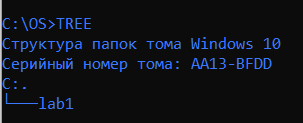 C:\OS>TREE
Структура папок тома Windows 10
Серийный номер тома: AA13-BFDD
C:.
└───lab1